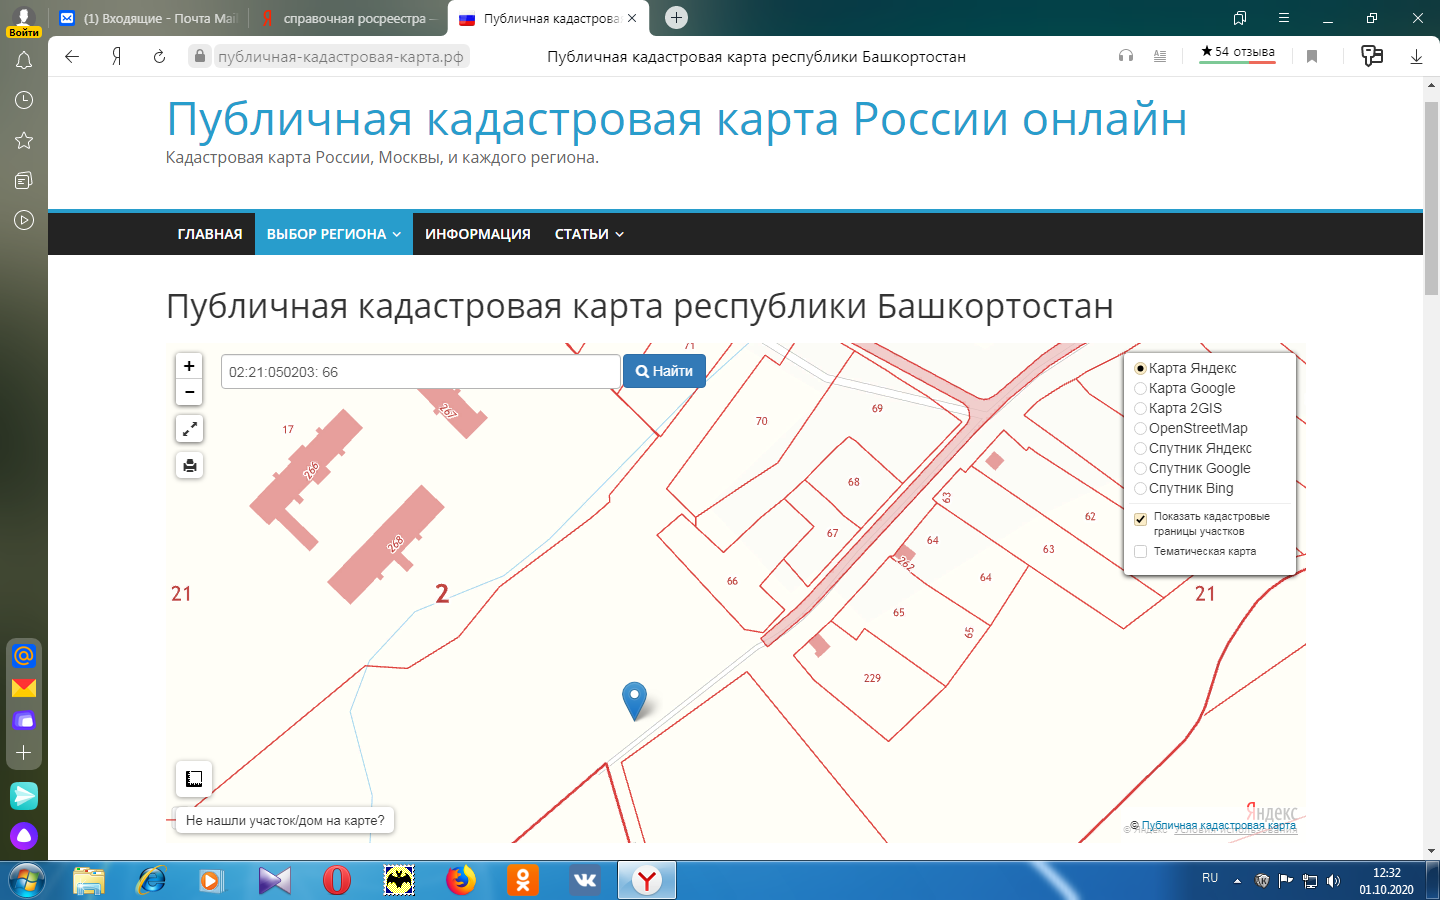 Войти
(1) Входящие - Почта Mail
справочная росреестра —
Публичная кадастрова
публичная-кадастровая-карта.рф
Публичная кадастровая карта республики Башкортостан
★54 отзыва
Публичная кадастровая карта России онлайн
Кадастровая карта России, Москвы, и каждого региона.
ГЛАВНАЯ
ВЫБОР РЕГИОНА
ИНФОРМАЦИЯ
СТАТЬИ
Публичная кадастровая карта республики Башкортостан
+
−
02:21:050203: 66
Найти
Карта Яндекс
Карта Google
Карта 2GIS
OpenStreetMap
Спутник Яндекс
Спутник Google
Спутник Bing
Показать кадастровые
границы участков
Тематическая карта
71
267
17
266
268
70
69
68
67
66
63
62
64
63
262
64
65
65
229
21
2
21
Не нашли участок/дом на карте?
Яндекс
© Публичная кадастровая карта
© Яндекс Условия использования
RU
12:32
01.10.2020